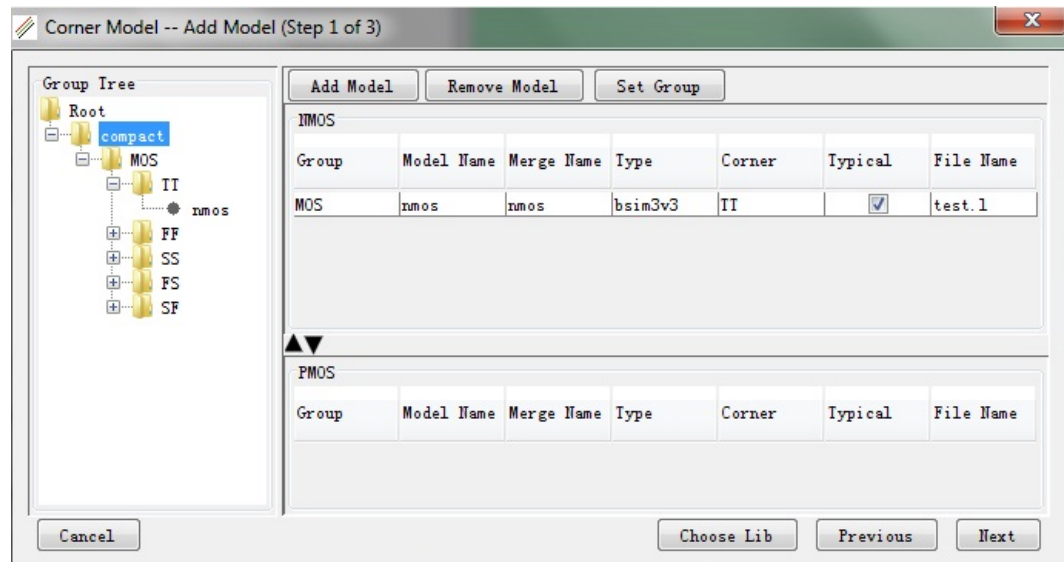 Corner Model -- Add Model (Step 1 of 3)
Group Tree
Root
compact
MOS
TT
nmos
FF
SS
FS
SF
Add Model Remove Model Set Group
NMOS
Group Model Name Merge Name Type Corner Typical File Name
MOS nmos nmos bsim3v3 TT test.l
PMOS
Group Model Name Merge Name Type Corner Typical File Name
Cancel Choose Lib Previous Next